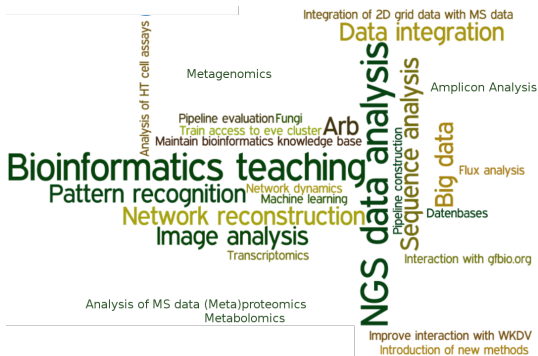 Integration of 2D grid data with MS data
Data integration
Analysis of HT cell assays
Metagenomics
NGS data analysis
Sequence analysis
Amplicon Analysis
Pipeline evaluation
Fungi
Train access to eve cluster
Arb
Maintain bioinformatics knowledge base
Pipeline construction
Big data
Bioinformatics teaching
Flux analysis
Pattern recognition
Network dynamics
Machine learning
Network reconstruction
Datenbases
Image analysis
Transcriptomics
Interaction with gfbio.org
Analysis of MS data (Meta)proteomics
Metabolomics
Improve interaction with WKDV
Introduction of new methods